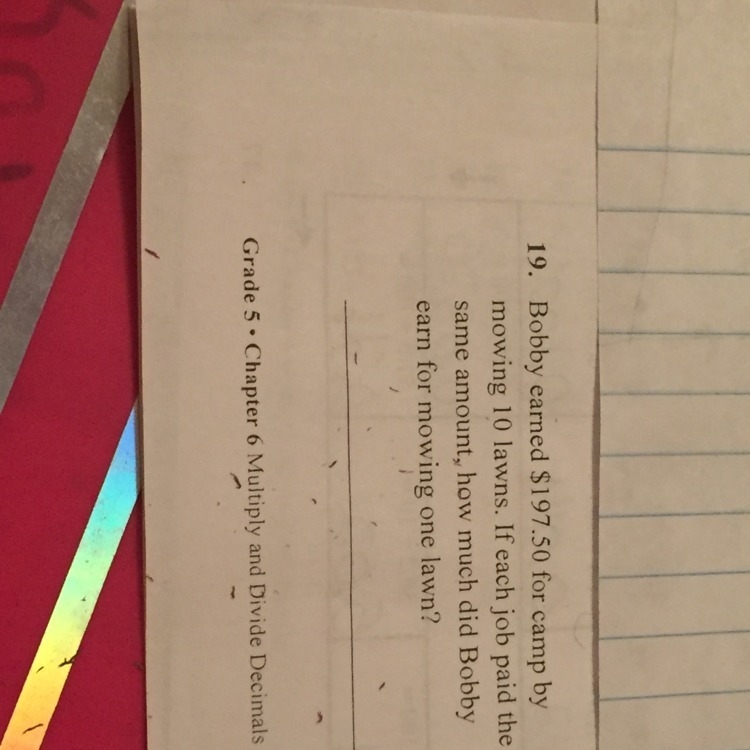 19. Bobby earned $197.50 for camp by
mowing 10 lawns. If each job paid the
same amount, how much did Bobby
earn for mowing one lawn?
Grade 5 • Chapter 6 Multiply and Divide Decimals